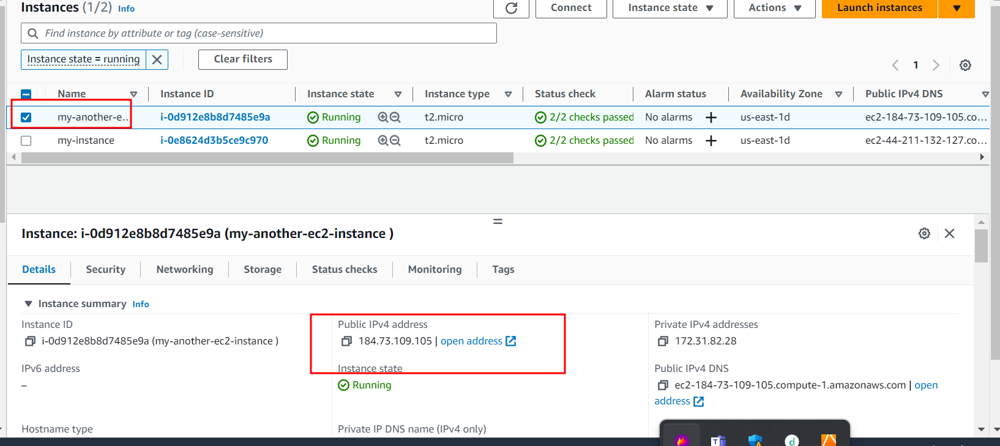 Instances (1/2) Info
Connect
Instance state
Actions
Launch instances
Find instance by attribute or tag (case-sensitive)
Instance state = running
Clear filters
1
Name Instance ID Instance state Instance type Status check Alarm status Availability Zone Public IPv4 DNS
my-another-e... i-0d912e8b8d7485e9a Running t2.micro 2/2 checks passed No alarms us-east-1d ec2-184-73-109-105.co...
my-instance i-0e8624d3b5ce9c970 Running t2.micro 2/2 checks passed No alarms us-east-1d ec2-44-211-132-127.co...
Instance: i-0d912e8b8d7485e9a (my-another-ec2-instance )
Details Security Networking Storage Status checks Monitoring Tags
Instance summary Info
Instance ID
i-0d912e8b8d7485e9a (my-another-ec2-instance )
Public IPv4 address
184.73.109.105 | open address
Private IPv4 addresses
172.31.82.28
IPv6 address
–
Instance state
Running
Public IPv4 DNS
ec2-184-73-109-105.compute-1.amazonaws.com | open
address
Hostname type
Private IP DNS name (IPv4 only)
T
d